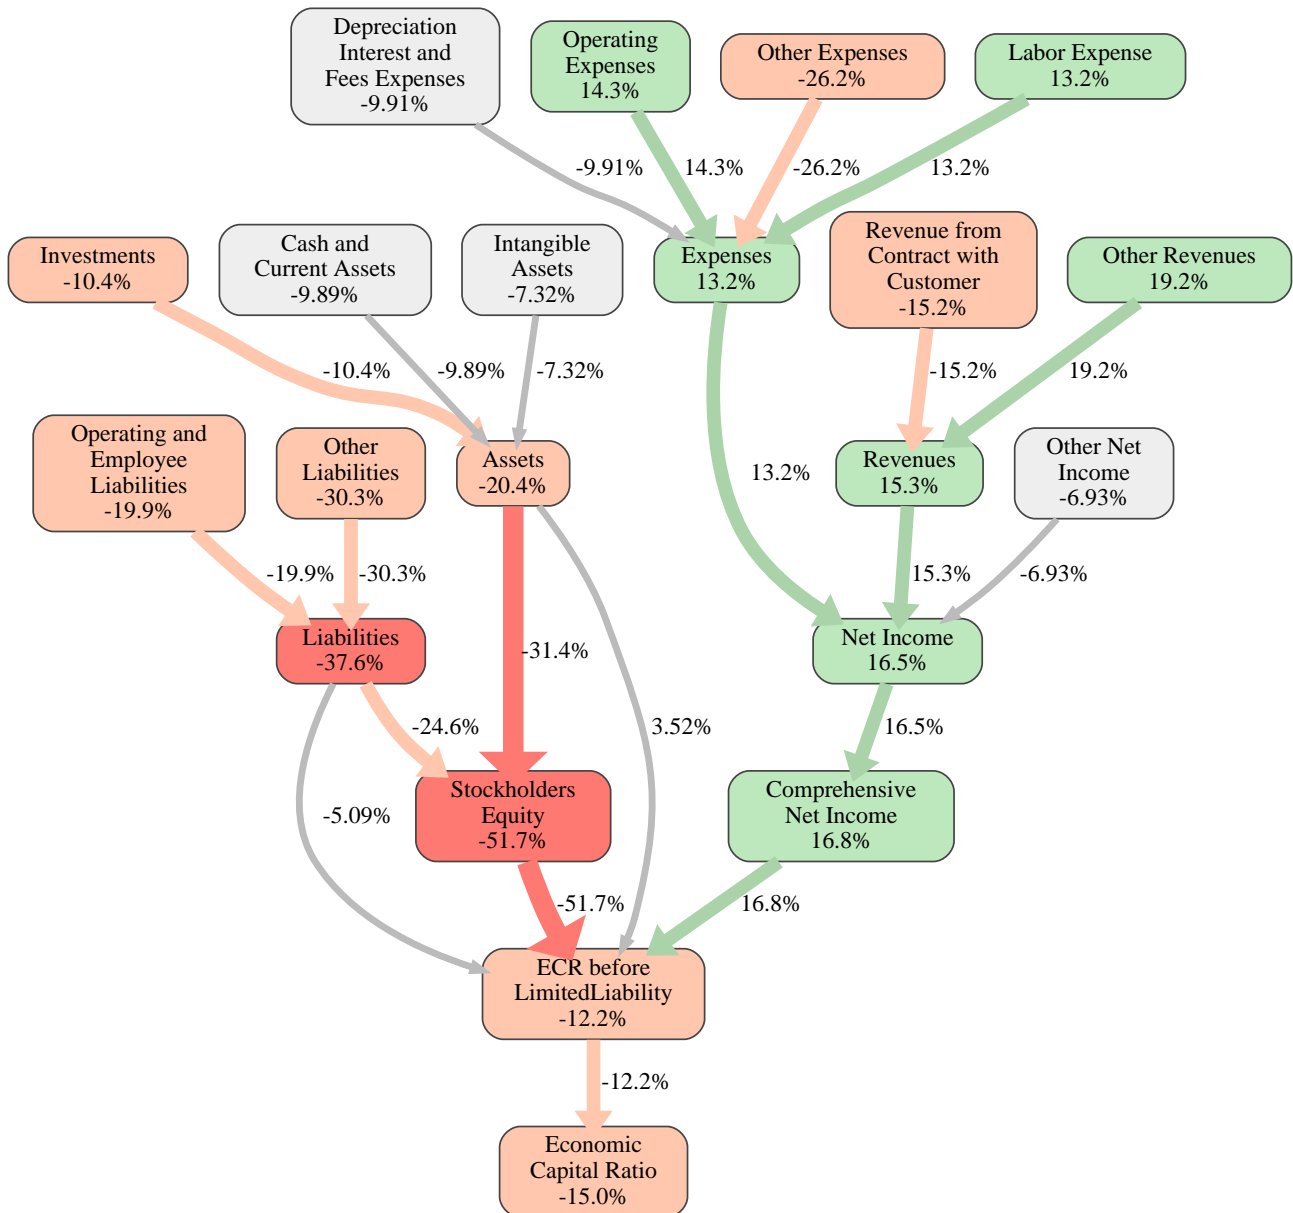 Depreciation
Interest and
Fees Expenses
-9.91%
Operating
Expenses
14.3%
Other Expenses
-26.2%
Labor Expense
13.2%
-9.91%
14.3%
-26.2%
13.2%
Investments
-10.4%
Cash and
Current Assets
-9.89%
Intangible
Assets
-7.32%
Expenses
13.2%
Revenue from
Contract with
Customer
-15.2%
Other Revenues
19.2%
-10.4%
-9.89%
-7.32%
-15.2%
19.2%
Operating and
Employee
Liabilities
-19.9%
Other
Liabilities
-30.3%
Assets
-20.4%
13.2%
Revenues
15.3%
Other Net
Income
-6.93%
-19.9%
-30.3%
15.3%
-6.93%
Liabilities
-37.6%
-31.4%
Net Income
16.5%
-24.6%
3.52%
16.5%
-5.09%
Stockholders
Equity
-51.7%
Comprehensive
Net Income
16.8%
-51.7%
16.8%
ECR before
LimitedLiability
-12.2%
-12.2%
Economic
Capital Ratio
-15.0%